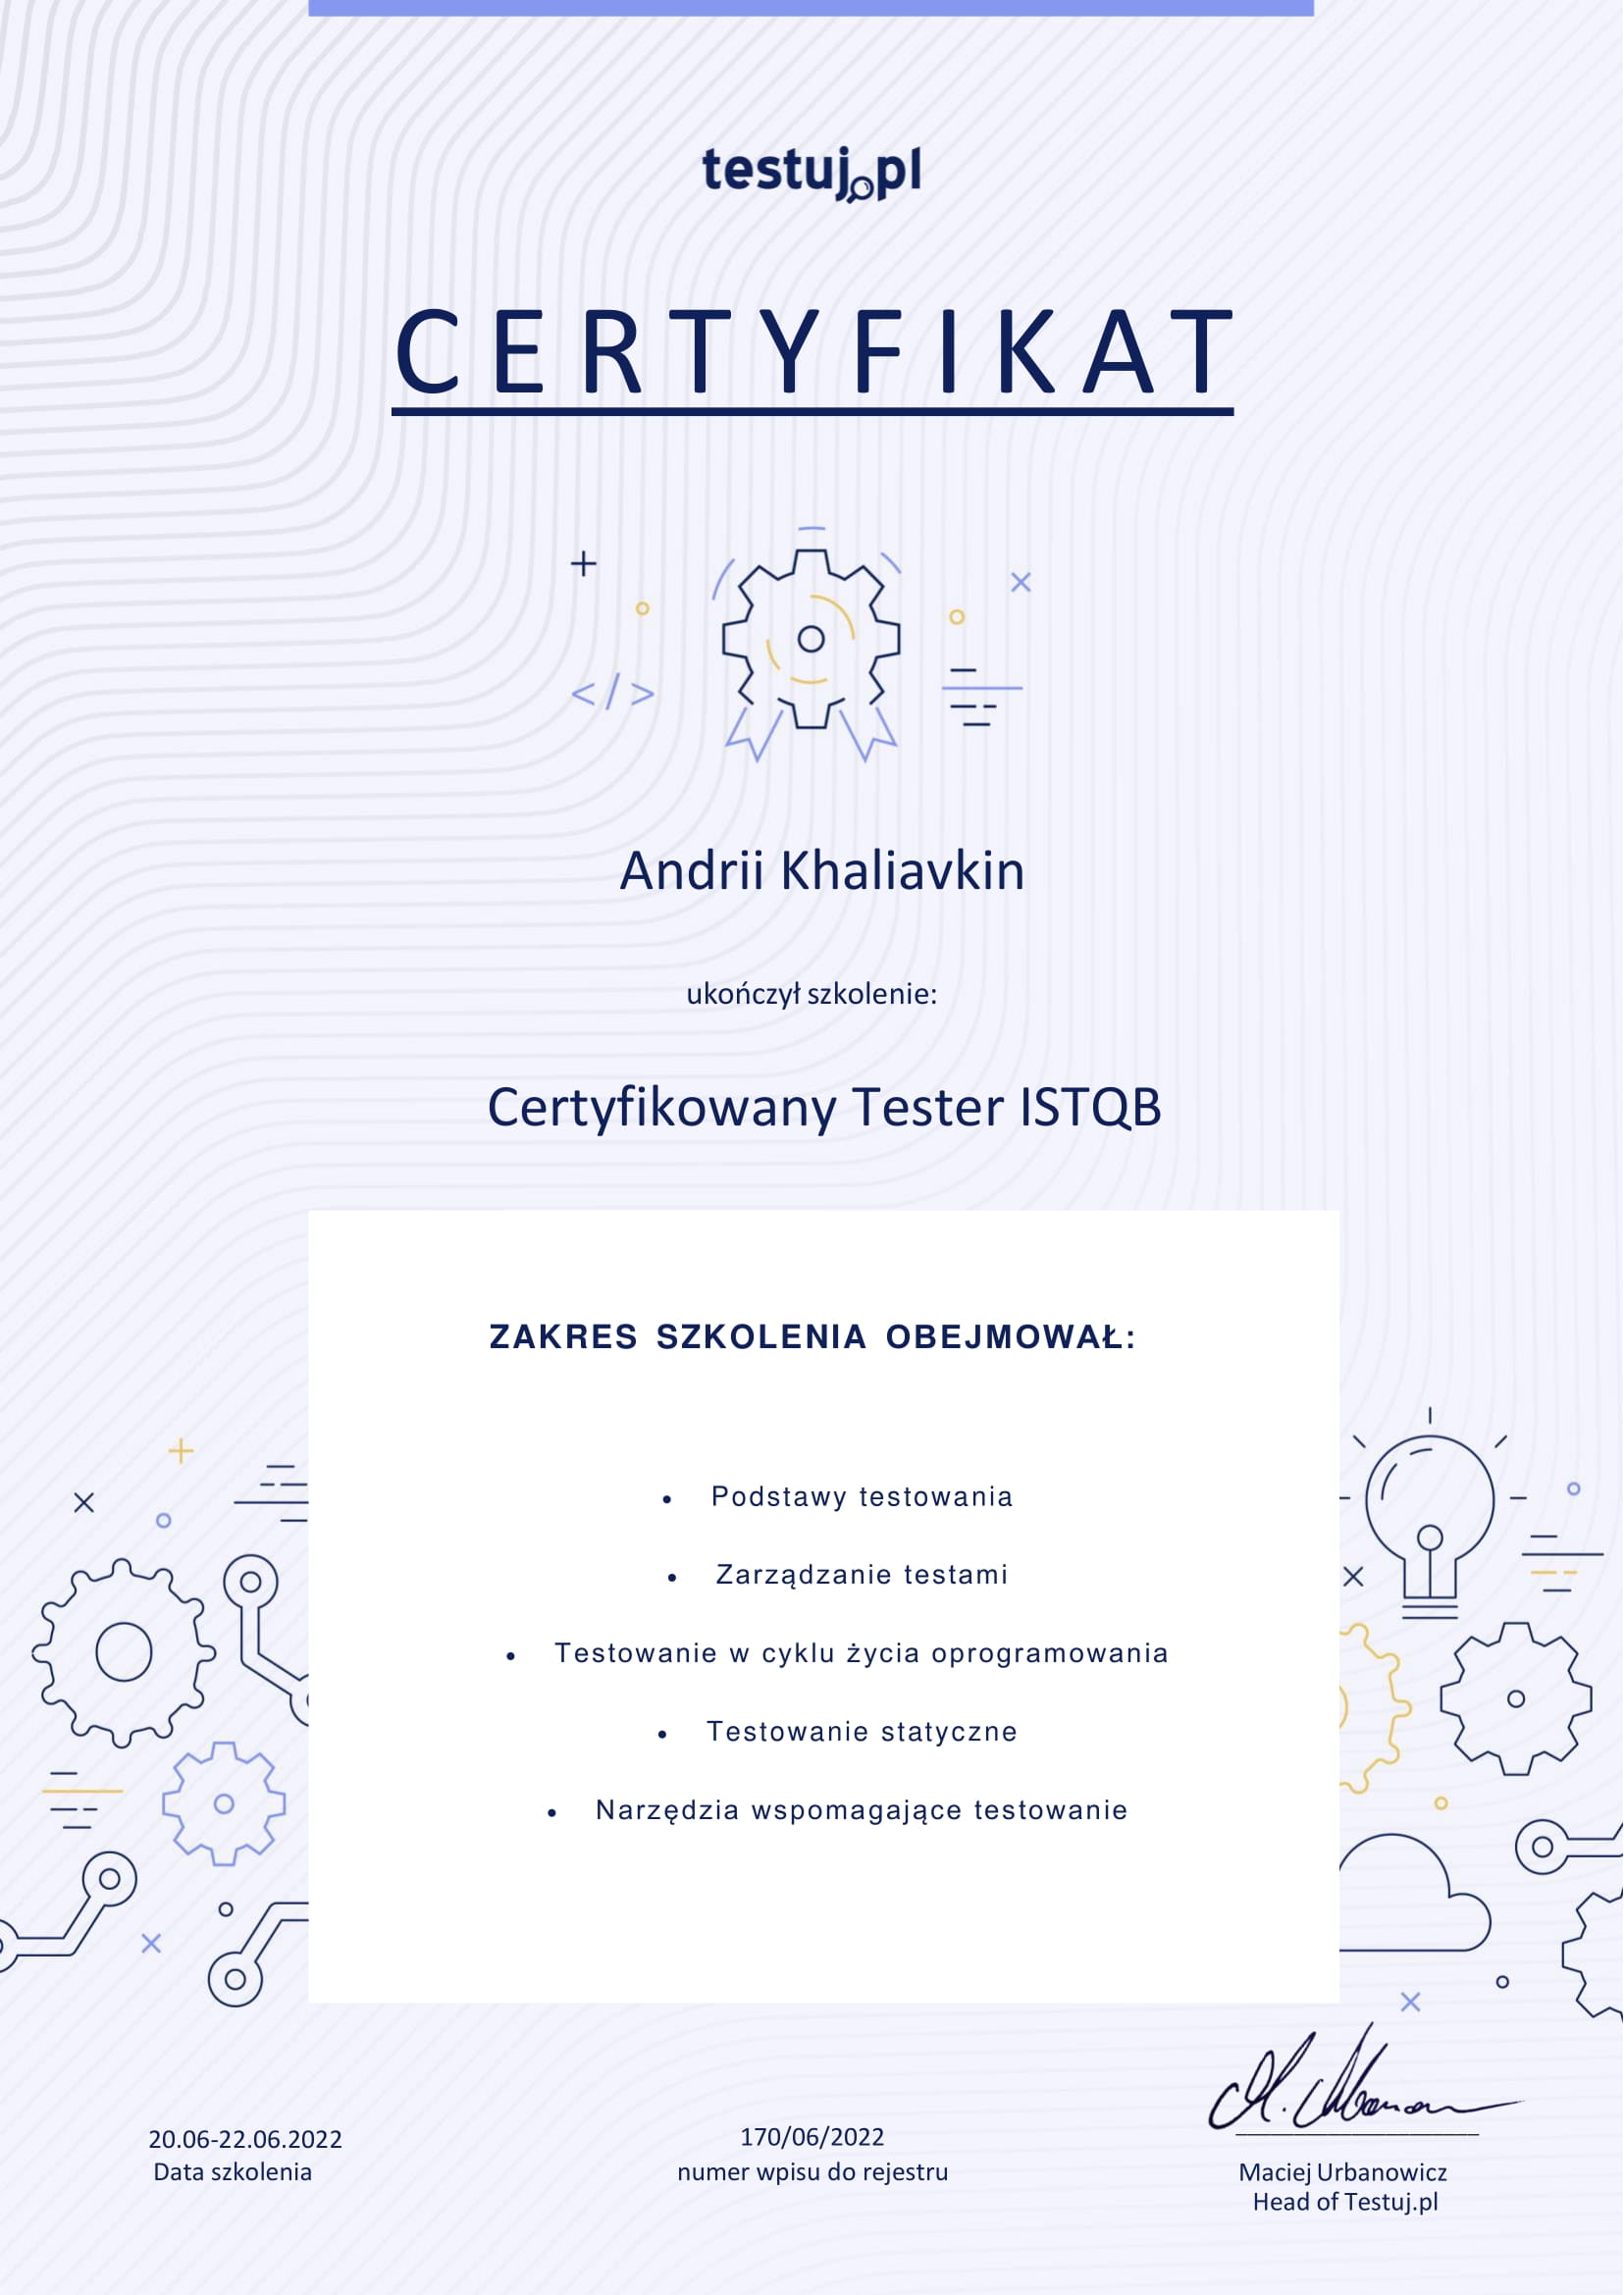 testuj.pl
CERTYFIKAT
</>
Andrii Khaliavkin
ukończył szkolenie:
Certyfikowany Tester ISTQB
ZAKRES SZKOLENIA OBEJMOWAŁ:
• Podstawy testowania
• Zarządzanie testami
• Testowanie w cyklu życia oprogramowania
• Testowanie statyczne
• Narzędzia wspomagające testowanie
20.06-22.06.2022
Data szkolenia
170/06/2022
numer wpisu do rejestru
Maciej Urbanowicz
Head of Testuj.pl